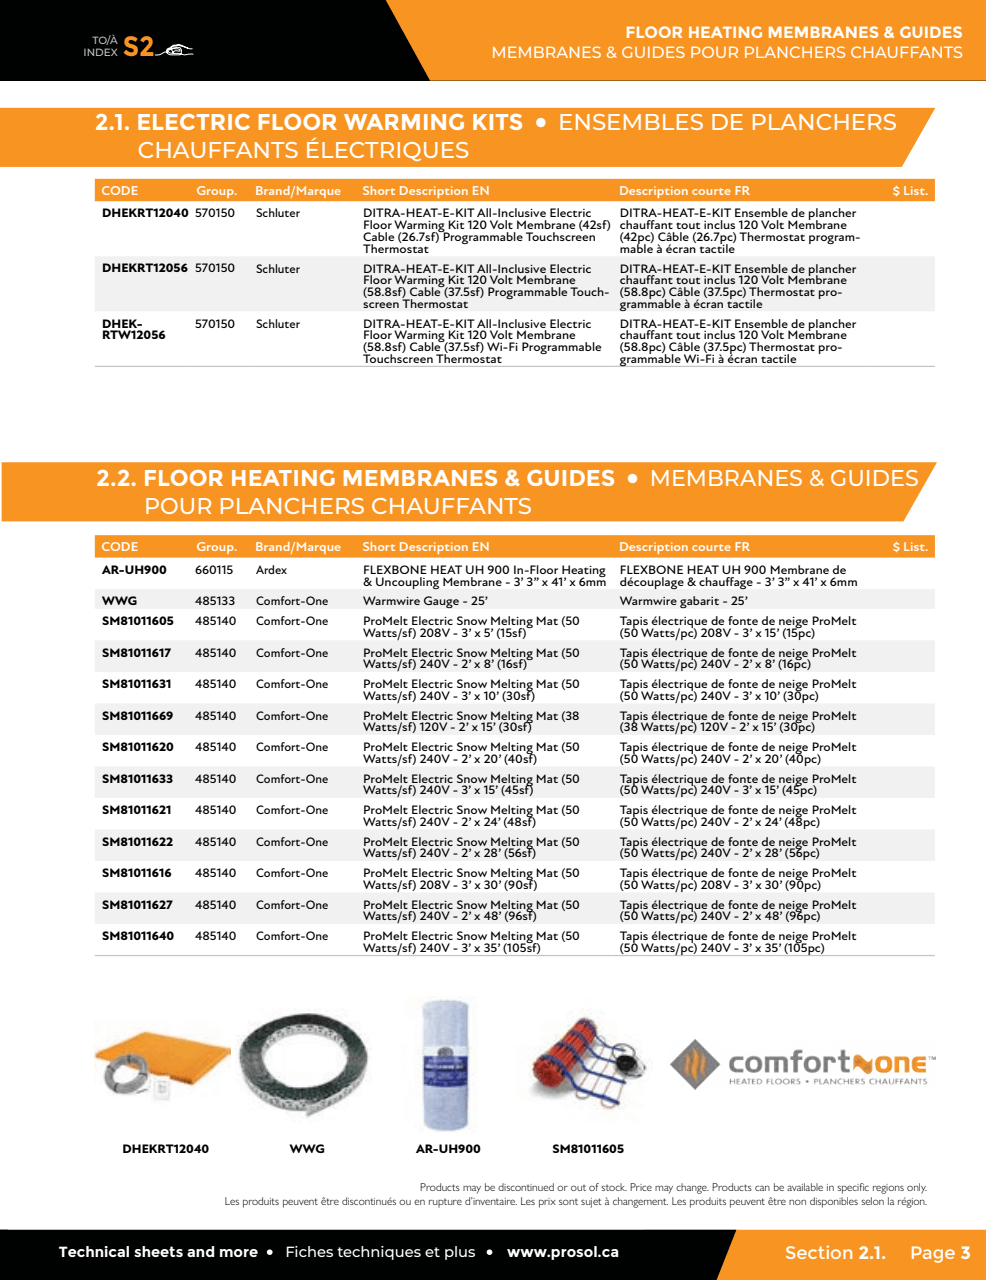 TO/À
INDEX S2
FLOOR HEATING MEMBRANES & GUIDES
MEMBRANES & GUIDES POUR PLANCHERS CHAUFFANTS
2.1. ELECTRIC FLOOR WARMING KITS • ENSEMBLES DE PLANCHERS
CHAUFFANTS ÉLECTRIQUES
CODE Group. Brand/Marque Short Description EN Description courte FR $ List.
DHEKRT12040 570150 Schluter DITRA-HEAT-E-KIT All-Inclusive Electric DITRA-HEAT-E-KIT Ensemble de plancher
Floor Warming Kit 120 Volt Membrane (42sf) chauffant tout inclus 120 Volt Membrane
Cable (26.7sf) Programmable Touchscreen (42pc) Câble (26.7pc) Thermostat program-
Thermostat mable à écran tactile
DHEKRT12056 570150 Schluter DITRA-HEAT-E-KIT All-Inclusive Electric DITRA-HEAT-E-KIT Ensemble de plancher
Floor Warming Kit 120 Volt Membrane chauffant tout inclus 120 Volt Membrane
(58.8sf) Cable (37.5sf) Programmable Touch- (58.8pc) Câble (37.5pc) Thermostat pro-
screen Thermostat grammable à écran tactile
DHEK- 570150 Schluter DITRA-HEAT-E-KIT All-Inclusive Electric DITRA-HEAT-E-KIT Ensemble de plancher
RTW12056 Floor Warming Kit 120 Volt Membrane chauffant tout inclus 120 Volt Membrane
(58.8sf) Cable (37.5sf) Wi-Fi Programmable (58.8pc) Câble (37.5pc) Thermostat pro-
Touchscreen Thermostat grammable Wi-Fi à écran tactile
2.2. FLOOR HEATING MEMBRANES & GUIDES • MEMBRANES & GUIDES
POUR PLANCHERS CHAUFFANTS
CODE Group. Brand/Marque Short Description EN Description courte FR $ List.
AR-UH900 660115 Ardex FLEXBONE HEAT UH 900 In-Floor Heating FLEXBONE HEAT UH 900 Membrane de
& Uncoupling Membrane - 3’ 3” x 41’ x 6mm découplage & chauffage - 3’ 3” x 41’ x 6mm
WWG 485133 Comfort-One Warmwire Gauge - 25’ Warmwire gabarit - 25’
SM81011605 485140 Comfort-One ProMelt Electric Snow Melting Mat (50 Tapis électrique de fonte de neige ProMelt
Watts/sf) 208V - 3’ x 5’ (15sf) (50 Watts/pc) 208V - 3’ x 15’ (15pc)
SM81011617 485140 Comfort-One ProMelt Electric Snow Melting Mat (50 Tapis électrique de fonte de neige ProMelt
Watts/sf) 240V - 2’ x 8’ (16sf) (50 Watts/pc) 240V - 2’ x 8’ (16pc)
SM81011631 485140 Comfort-One ProMelt Electric Snow Melting Mat (50 Tapis électrique de fonte de neige ProMelt
Watts/sf) 240V - 3’ x 10’ (30sf) (50 Watts/pc) 240V - 3’ x 10’ (30pc)
SM81011669 485140 Comfort-One ProMelt Electric Snow Melting Mat (38 Tapis électrique de fonte de neige ProMelt
Watts/sf) 120V - 2’ x 15’ (30sf) (38 Watts/pc) 120V - 2’ x 15’ (30pc)
SM81011620 485140 Comfort-One ProMelt Electric Snow Melting Mat (50 Tapis électrique de fonte de neige ProMelt
Watts/sf) 240V - 2’ x 20’ (40sf) (50 Watts/pc) 240V - 2’ x 20’ (40pc)
SM81011633 485140 Comfort-One ProMelt Electric Snow Melting Mat (50 Tapis électrique de fonte de neige ProMelt
Watts/sf) 240V - 3’ x 15’ (45sf) (50 Watts/pc) 240V - 3’ x 15’ (45pc)
SM81011621 485140 Comfort-One ProMelt Electric Snow Melting Mat (50 Tapis électrique de fonte de neige ProMelt
Watts/sf) 240V - 2’ x 24’ (48sf) (50 Watts/pc) 240V - 2’ x 24’ (48pc)
SM81011622 485140 Comfort-One ProMelt Electric Snow Melting Mat (50 Tapis électrique de fonte de neige ProMelt
Watts/sf) 240V - 2’ x 28’ (56sf) (50 Watts/pc) 240V - 2’ x 28’ (56pc)
SM81011616 485140 Comfort-One ProMelt Electric Snow Melting Mat (50 Tapis électrique de fonte de neige ProMelt
Watts/sf) 208V - 3’ x 30’ (90sf) (50 Watts/pc) 208V - 3’ x 30’ (90pc)
SM81011627 485140 Comfort-One ProMelt Electric Snow Melting Mat (50 Tapis électrique de fonte de neige ProMelt
Watts/sf) 240V - 2’ x 48’ (96sf) (50 Watts/pc) 240V - 2’ x 48’ (96pc)
SM81011640 485140 Comfort-One ProMelt Electric Snow Melting Mat (50 Tapis électrique de fonte de neige ProMelt
Watts/sf) 240V - 3’ x 35’ (105sf) (50 Watts/pc) 240V - 3’ x 35’ (105pc)
comfort one™
HEATED FLOORS • PLANCHERS CHAUFFANTS
DHEKRT12040 WWG AR-UH900 SM81011605
Products may be discontinued or out of stock. Price may change. Products can be available in specific regions only.
Les produits peuvent être discontinués ou en rupture d’inventaire. Les prix sont sujet à changement. Les produits peuvent être non disponibles selon la région.
Technical sheets and more • Fiches techniques et plus • www.prosol.ca
Section 2.1. Page 3